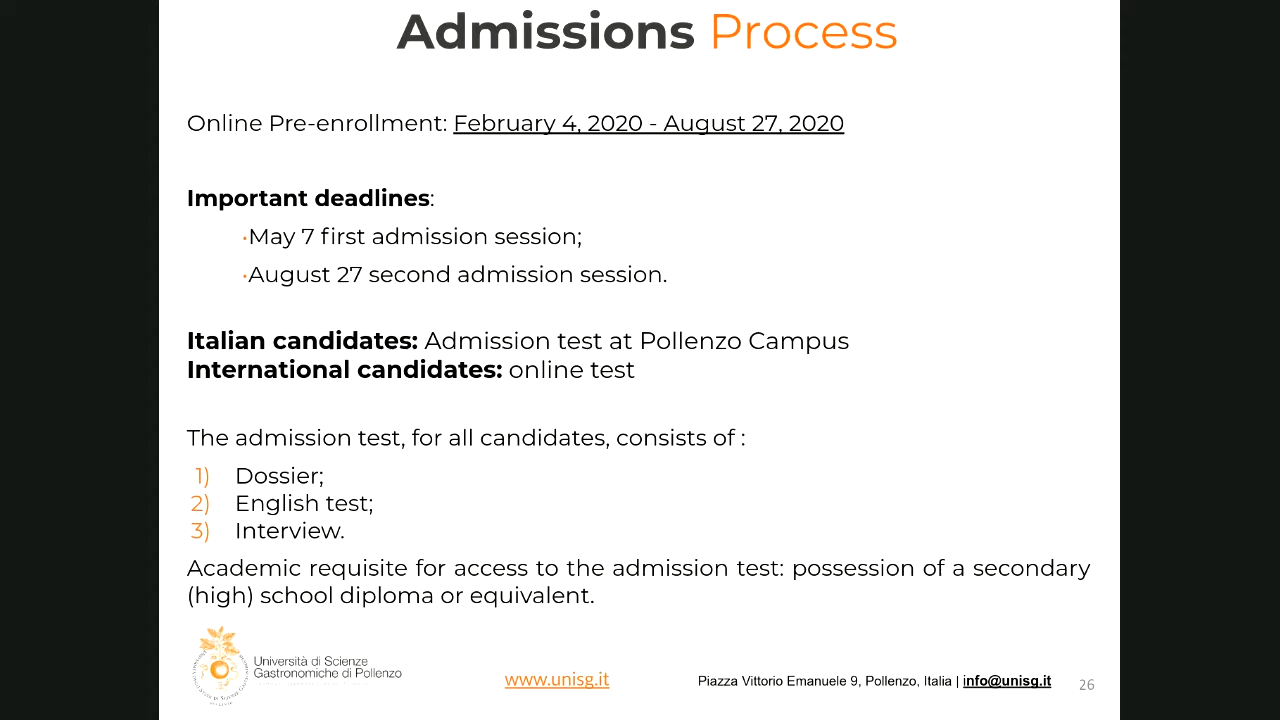 Admissions Process
Online Pre-enrollment: February 4, 2020 - August 27, 2020
Important deadlines:
·May 7 first admission session;
·August 27 second admission session.
Italian candidates: Admission test at Pollenzo Campus
International candidates: online test
The admission test, for all candidates, consists of :
1) Dossier;
2) English test;
3) Interview.
Academic requisite for access to the admission test: possession of a secondary
(high) school diploma or equivalent.
Università di Scienze
Gastronomiche di Pollenzo
www.unisg.it
Piazza Vittorio Emanuele 9, Pollenzo, Italia | info@unisg.it
26